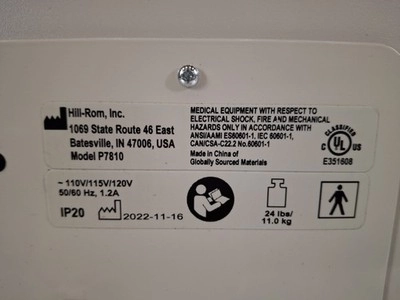 Hill-Rom, Inc.
1069 State Route 46 East
Batesville, IN 47006, USA
Model P7810
MEDICAL EQUIPMENT WITH RESPECT TO
ELECTRICAL SHOCK, FIRE AND MECHANICAL
HAZARDS ONLY IN ACCORDANCE WITH
ANSI/AAMI ES60601-1, IEC 60601-1,
CAN/CSA-C22.2 No.60601-1
Made in China of
Globally Sourced Materials
CLASSIFIED
C UL US
E351608
~ 110V/115V/120V
50/60 Hz, 1.2A
IP20
2022-11-16
24 lbs/
11.0 kg